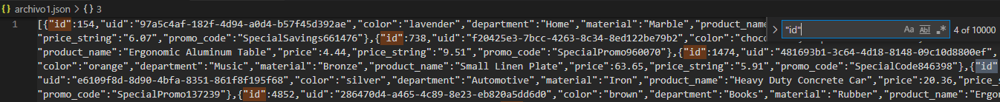 archivo1.json > 3
1 [{"id":154,"uid":"97a5c4af-182f-4d94-a0d4-b57f45d392ae","color":"lavender","department":"Home","material":"Marble","product_name
"price_string":"6.07","promo_code":"SpecialSavings661476"},{"id":738,"uid":"f20425e3-7bcc-4263-8c34-8ed122be79b2","color":"choco
"product_name":"Ergonomic Aluminum Table","price":4.44,"price_string":"9.51","promo_code":"SpecialPromo960070"},{"id":1474,"uid":"481693b1-3c64-4d18-8148-09c10d8800ef",
"color":"orange","department":"Music","material":"Bronze","product_name":"Small Linen Plate","price":63.65,"price_string":"5.91","promo_code":"SpecialCode846398"},{"id"
"uid":"e6109f8d-8d90-4bfa-8351-861f8f195f68","color":"silver","department":"Automotive","material":"Iron","product_name":"Heavy Duty Concrete Car","price":20.36,"price_s
"promo_code":"SpecialPromo137239"},{"id":4852,"uid":"286470d4-a465-4c89-8e23-eb820a5dd6d0","color":"brown","department":"Books","material":"Rubber","product_name":"Ergo
"id" Aa Abl .* 4 of 10000